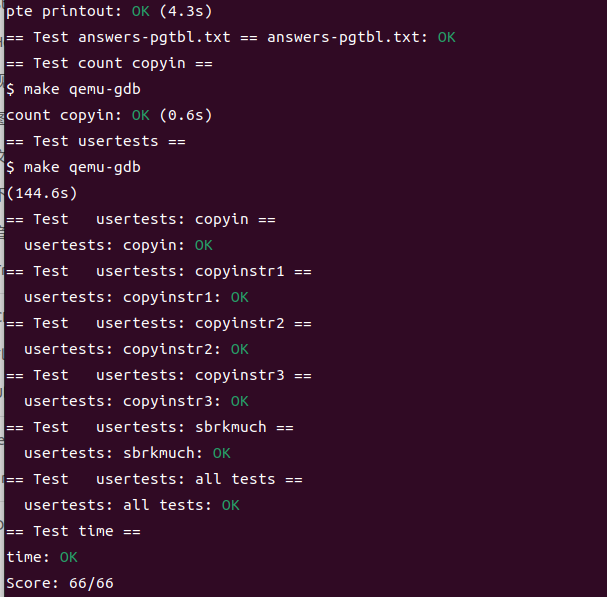 pte printout: OK (4.3s)
== Test answers-pgtbl.txt == answers-pgtbl.txt: OK
== Test count copyin ==
$ make qemu-gdb
count copyin: OK (0.6s)
== Test usertests ==
$ make qemu-gdb
(144.6s)
== Test   usertests: copyin ==
  usertests: copyin: OK
== Test   usertests: copyinstr1 ==
  usertests: copyinstr1: OK
== Test   usertests: copyinstr2 ==
  usertests: copyinstr2: OK
== Test   usertests: copyinstr3 ==
  usertests: copyinstr3: OK
== Test   usertests: sbrkmuch ==
  usertests: sbrkmuch: OK
== Test   usertests: all tests ==
  usertests: all tests: OK
== Test time ==
time: OK
Score: 66/66